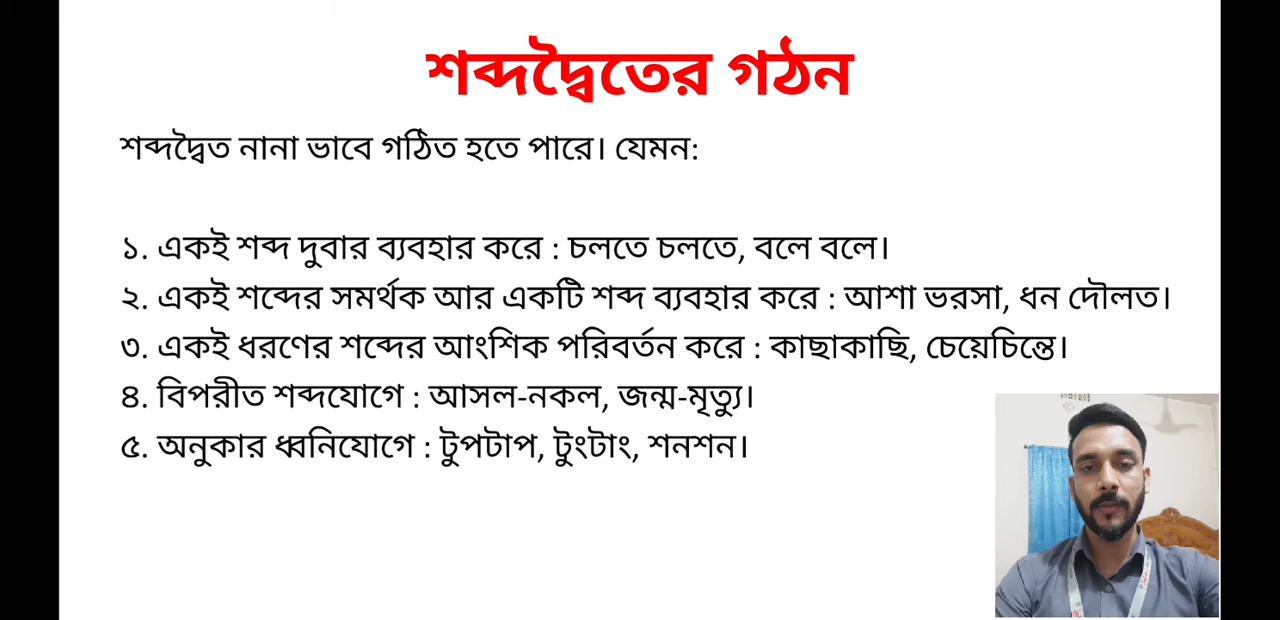 শব্দদ্বৈতের গঠন
শব্দদ্বৈত নানা ভাবে গঠিত হতে পারে। যেমন:
১. একই শব্দ দুবার ব্যবহার করে : চলতে চলতে, বলে বলে।
২. একই শব্দের সমর্থক আর একটি শব্দ ব্যবহার করে : আশা ভরসা, ধন দৌলত।
৩. একই ধরণের শব্দের আংশিক পরিবর্তন করে : কাছাকাছি, চেয়েচিন্তে।
৪. বিপরীত শব্দযোগে : আসল-নকল, জন্ম-মৃত্যু।
৫. অনুকার ধ্বনিযোগে : টুপটাপ, টুংটাং, শনশন।